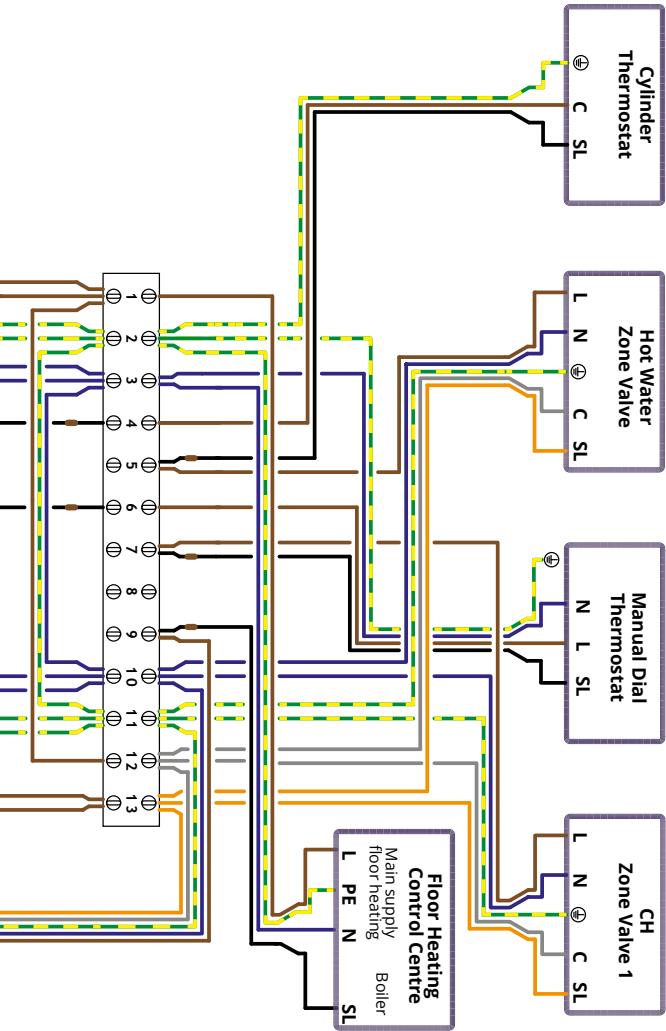 Cylinder
Thermostat
C
SL
Hot Water
Zone Valve
L
N
C
SL
Manual Dial
Thermostat
N
L
SL
CH
Zone Valve 1
L
N
C
SL
Floor Heating
Control Centre
Main supply
floor heating
Boiler
L
PE
N
SL
1
2
3
4
5
6
7
8
9
10
11
12
13